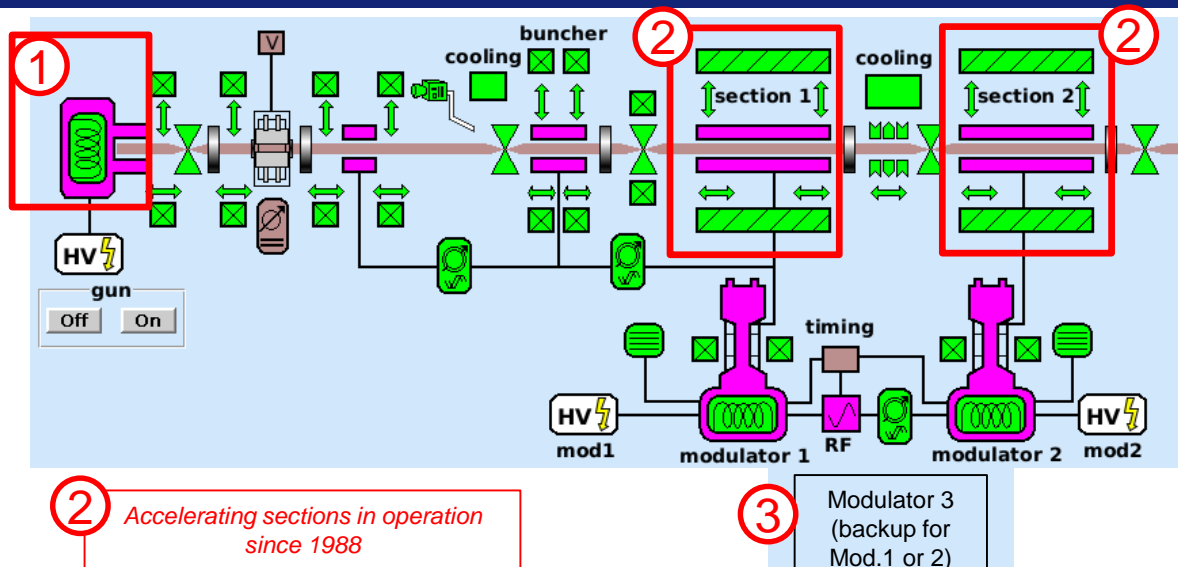 1
V
cooling
buncher
2
section 1
cooling
2
section 2
HV
gun
Off On
timing
HV
mod1
modulator 1
RF
modulator 2
HV
mod2
2
Accelerating sections in operation
since 1988
3
Modulator 3
(backup for
Mod.1 or 2)